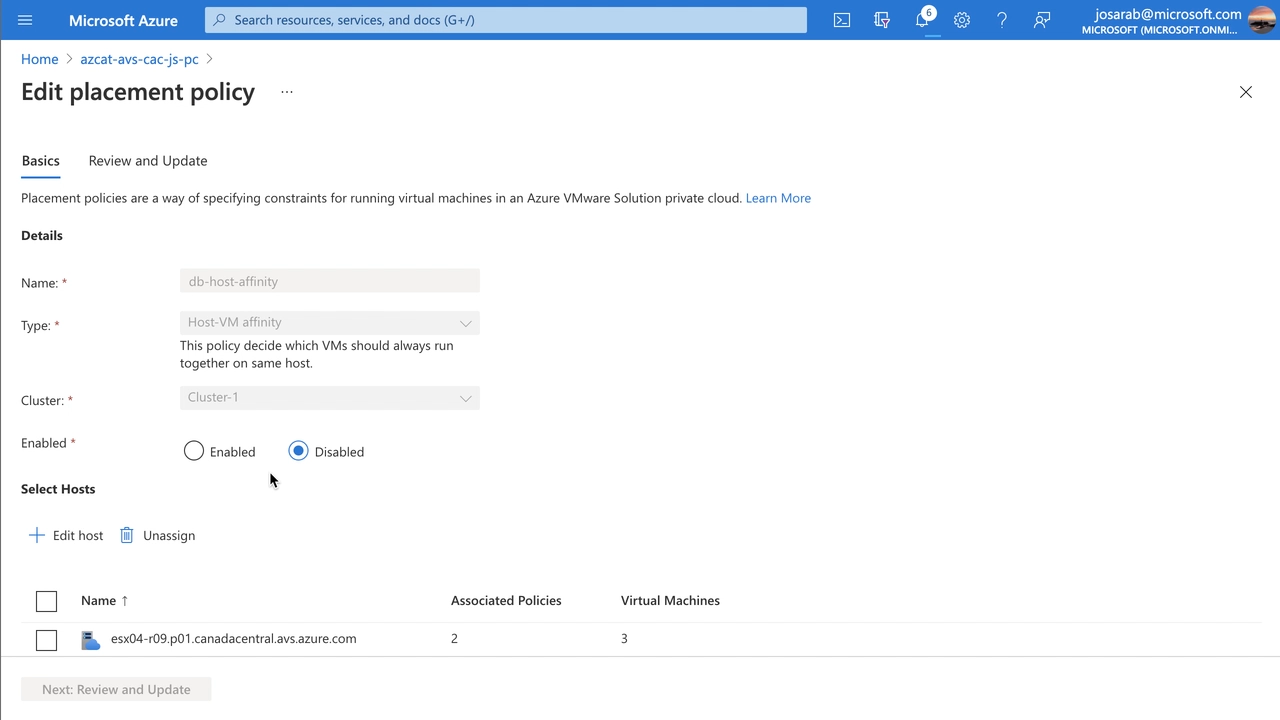 Microsoft Azure
Search resources, services, and docs (G+/)
6
josarab@microsoft.com
MICROSOFT (MICROSOFT.ONMI...
Home > azcat-avs-cac-js-pc >
Edit placement policy ...
Basics Review and Update
Placement policies are a way of specifying constraints for running virtual machines in an Azure VMware Solution private cloud. Learn More
Details
Name: * db-host-affinity
Type: * Host-VM affinity
This policy decide which VMs should always run
together on same host.
Cluster: * Cluster-1
Enabled * Enabled Disabled
Select Hosts
Edit host Unassign
Name ↑ Associated Policies Virtual Machines
esx04-r09.p01.canadacentral.avs.azure.com 2 3
Next: Review and Update